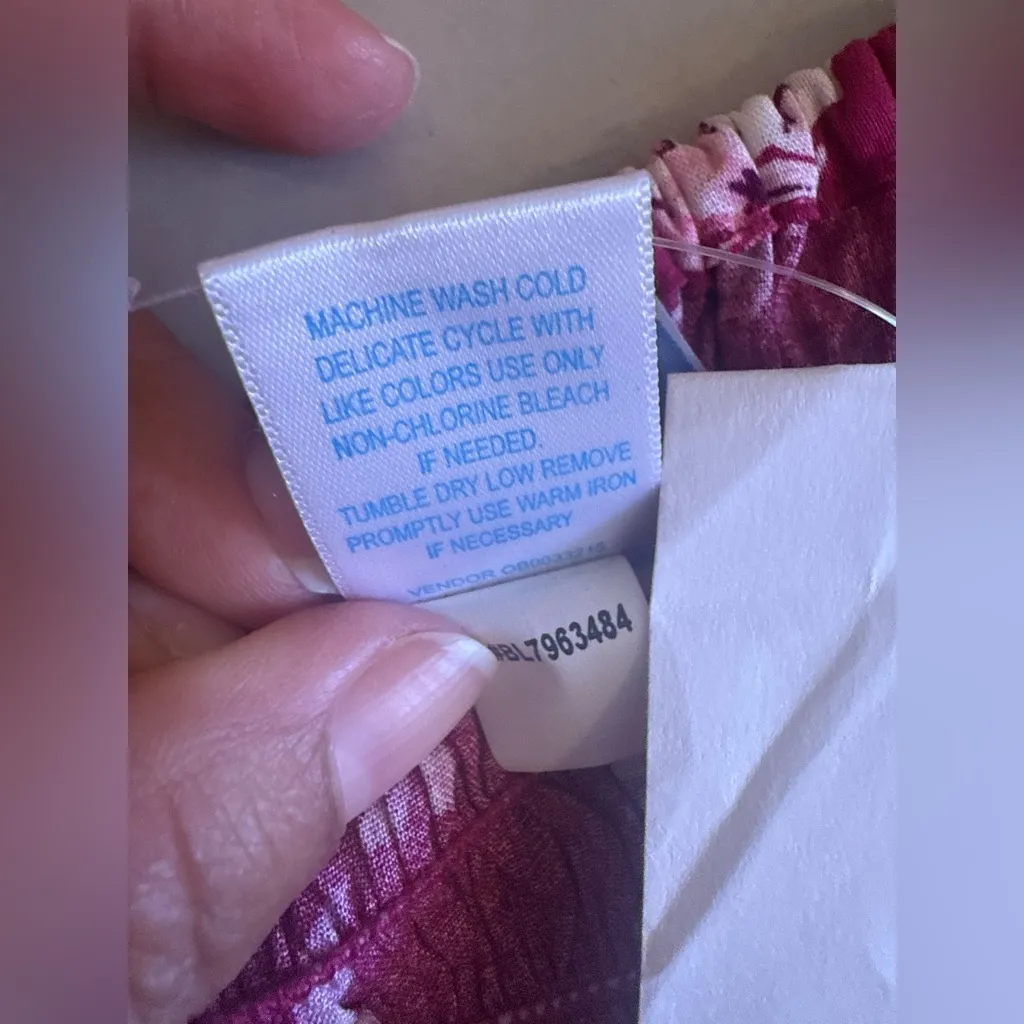 MACHINE WASH COLD
DELICATE CYCLE WITH
LIKE COLORS USE ONLY
NON-CHLORINE BLEACH
IF NEEDED.
TUMBLE DRY LOW REMOVE
PROMPTLY USE WARM IRON
IF NECESSARY
VENDOR
#BL7963484